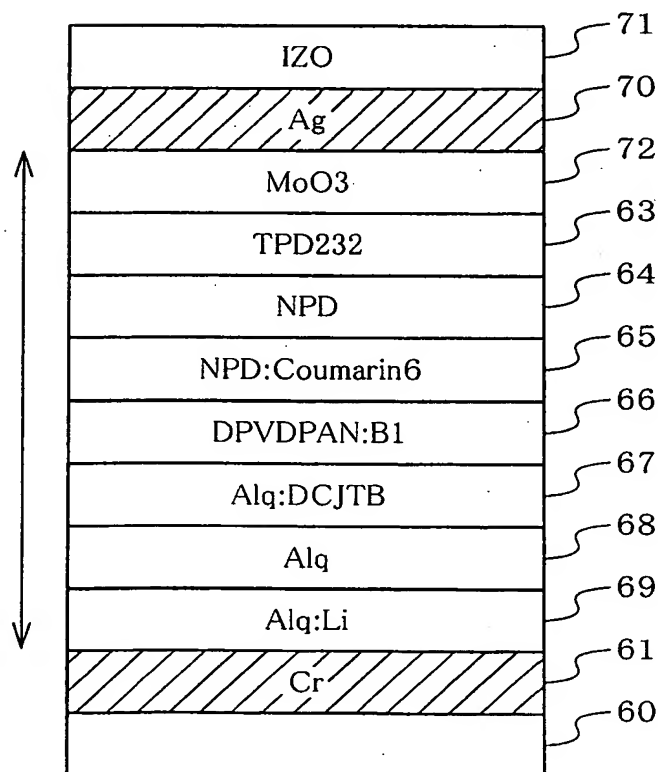 IZO 71
Ag 70
MoO3 72
TPD232 63
NPD 64
NPD:Coumarin6 65
DPVDPAN:B1 66
Alq:DCJTB 67
Alq 68
Alq:Li 69
Cr 61
60